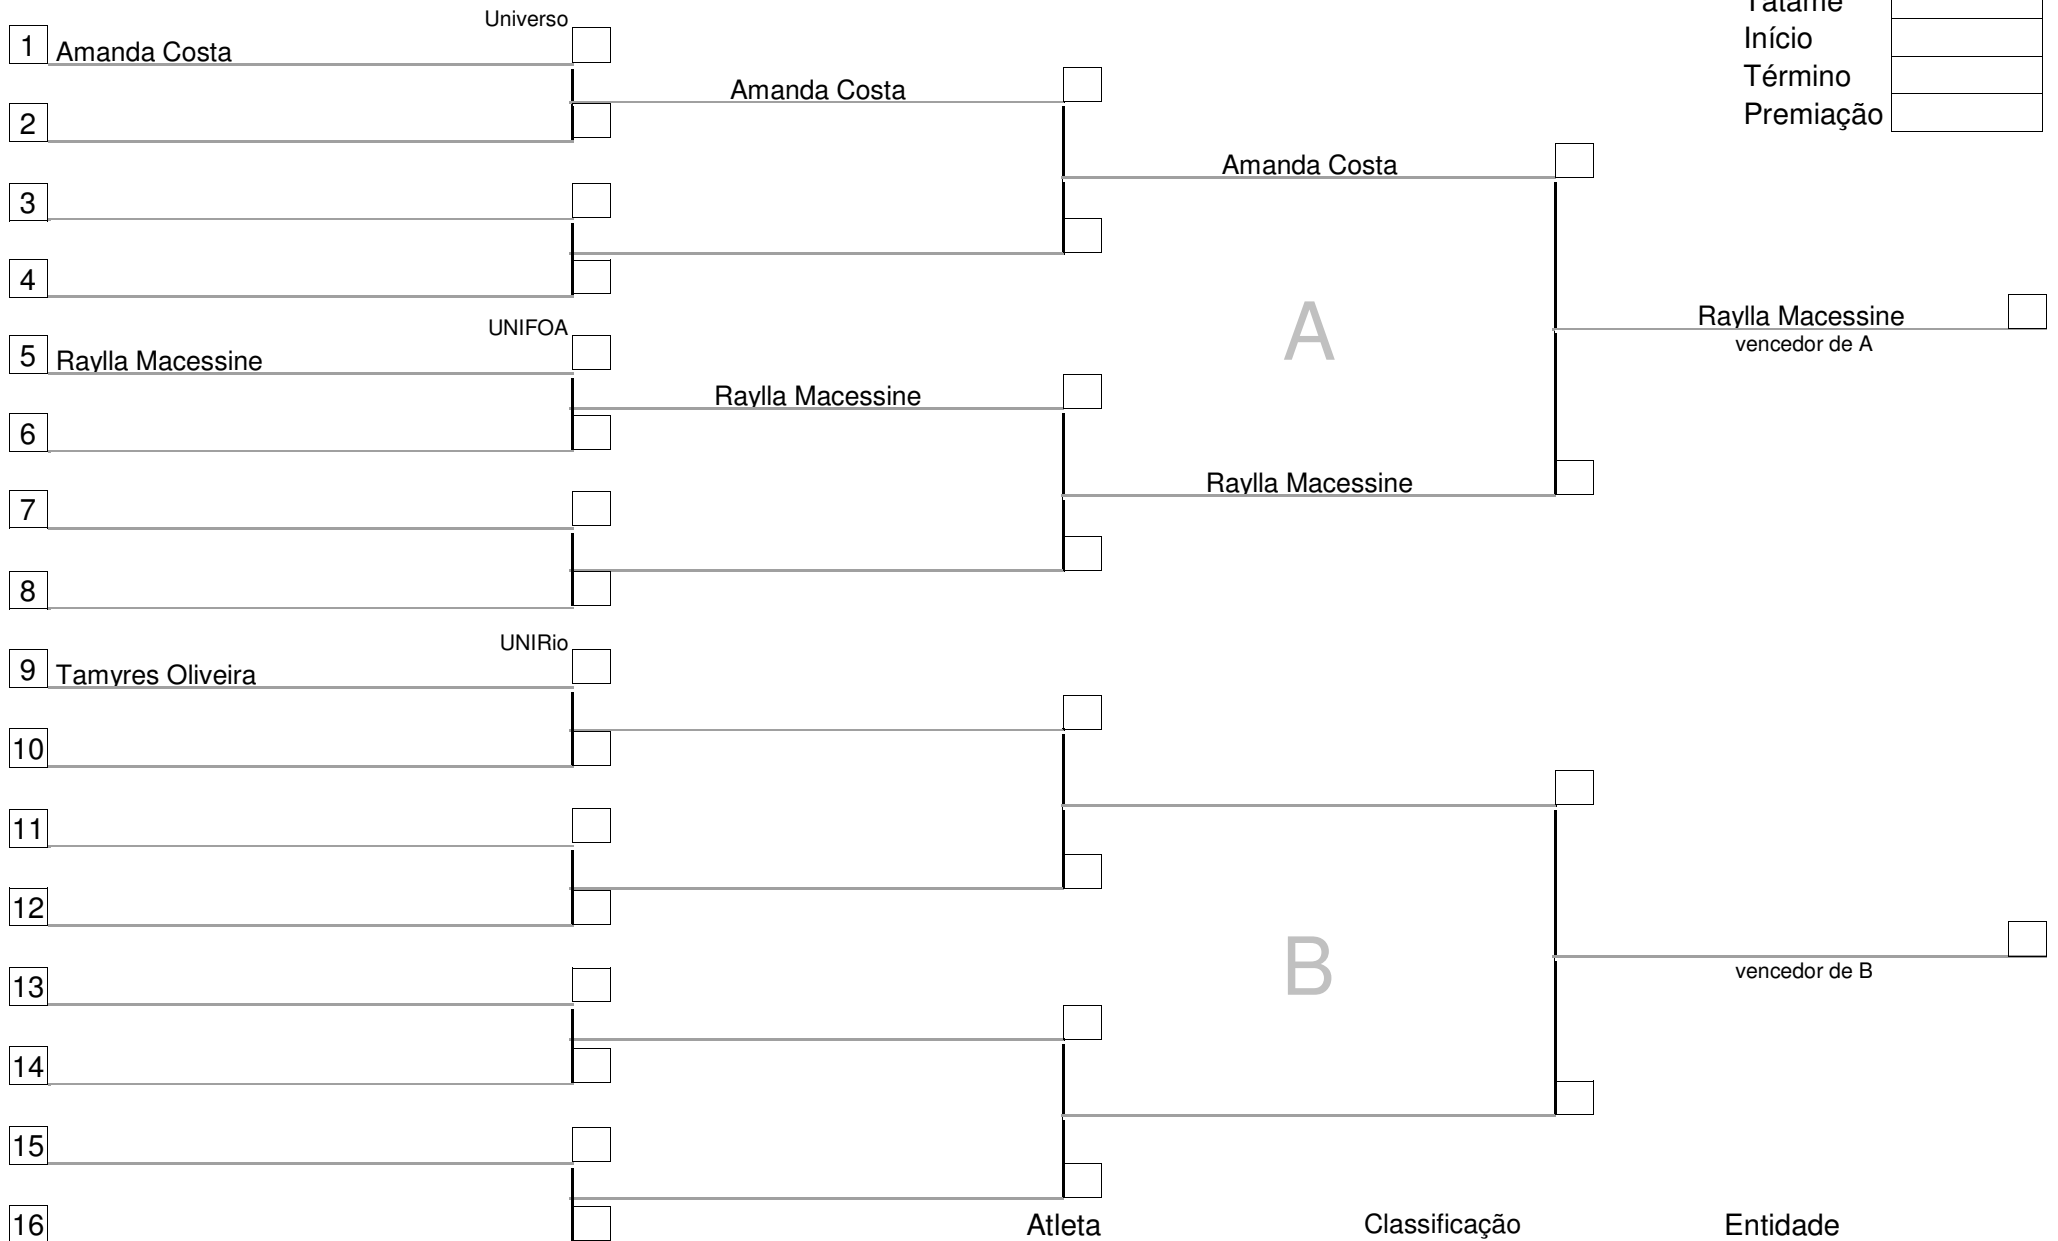 Tatame
Universo
1 Amanda Costa
Início
Término
Amanda Costa
2
Premiação
Amanda Costa
3
4
Raylla Macessine
vencedor de A
UNIFOA
A
5 Raylla Macessine
Raylla Macessine
6
Raylla Macessine
7
8
UNIRio
9 Tamyres Oliveira
10
11
12
B
vencedor de B
13
14
15
16
Atleta Classificação Entidade